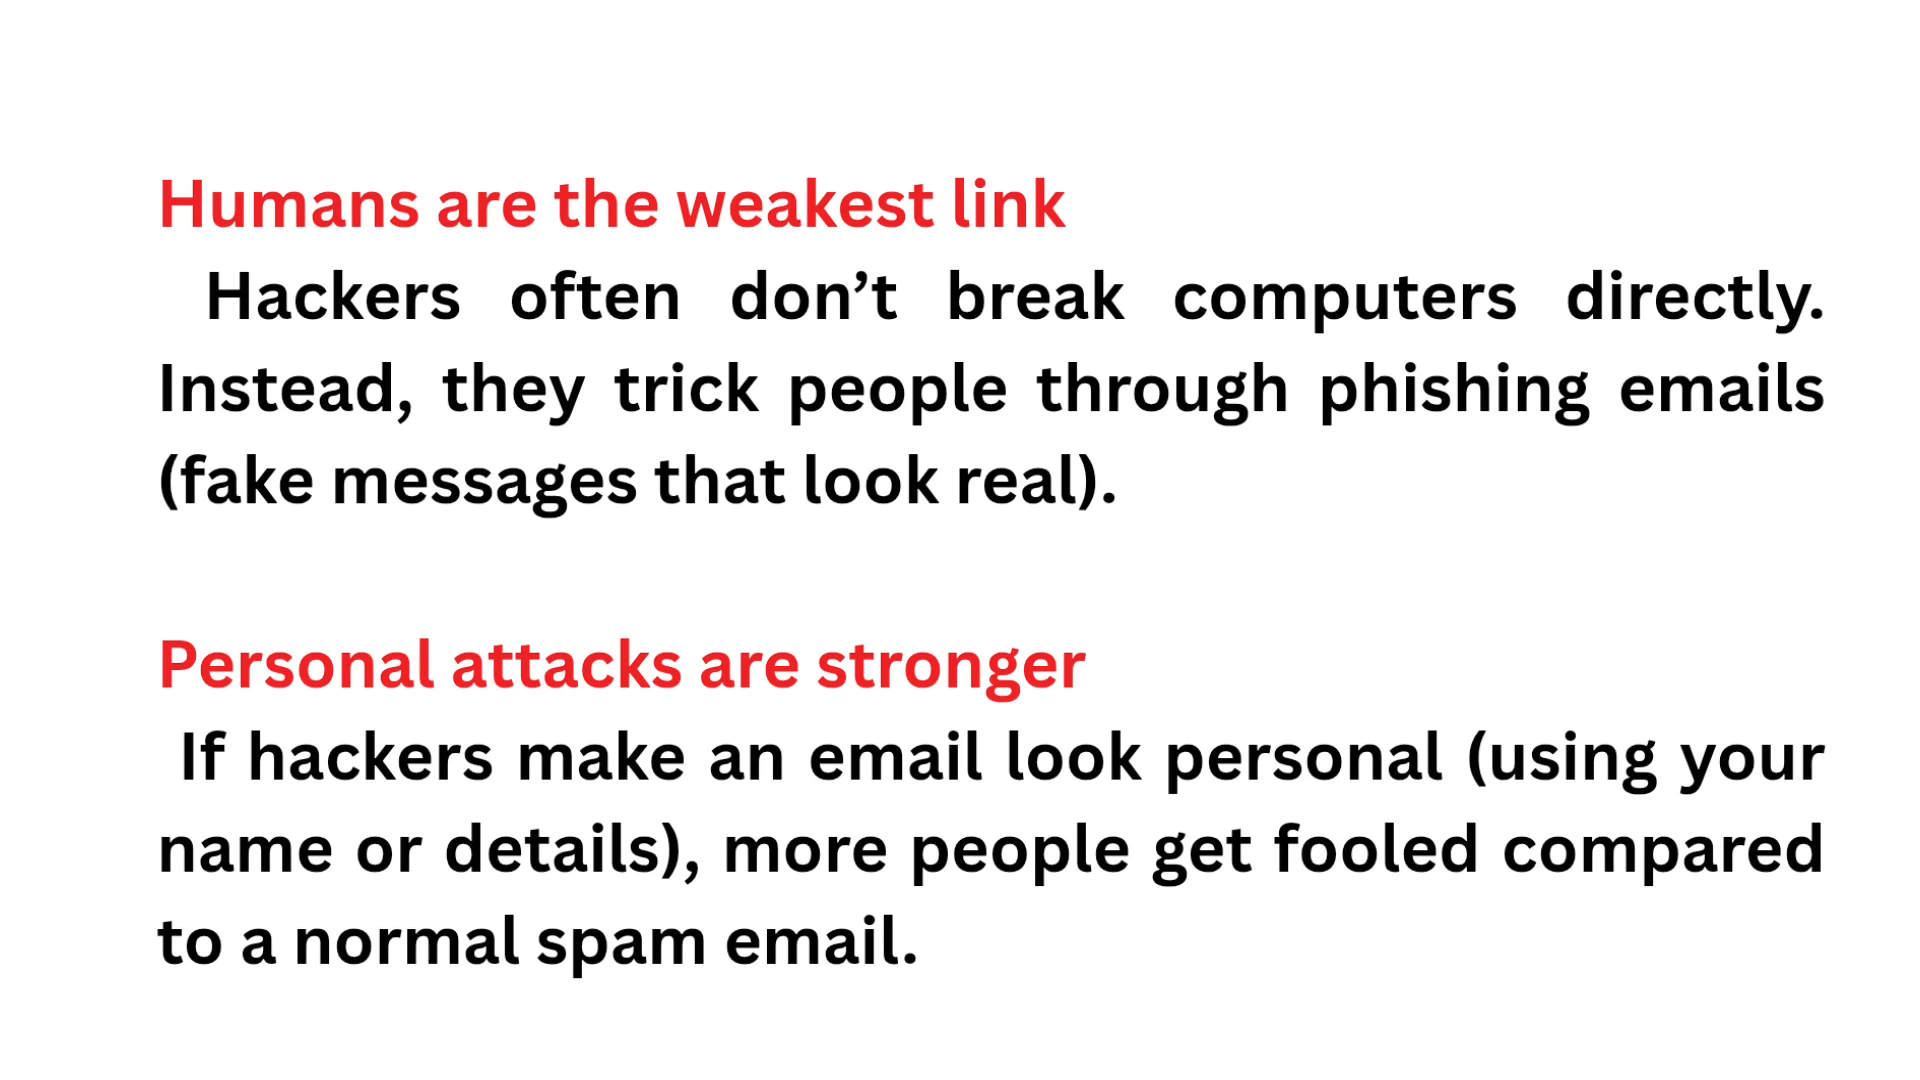 Humans are the weakest link
Hackers often don’t break computers directly.
Instead, they trick people through phishing emails
(fake messages that look real).
Personal attacks are stronger
If hackers make an email look personal (using your
name or details), more people get fooled compared
to a normal spam email.